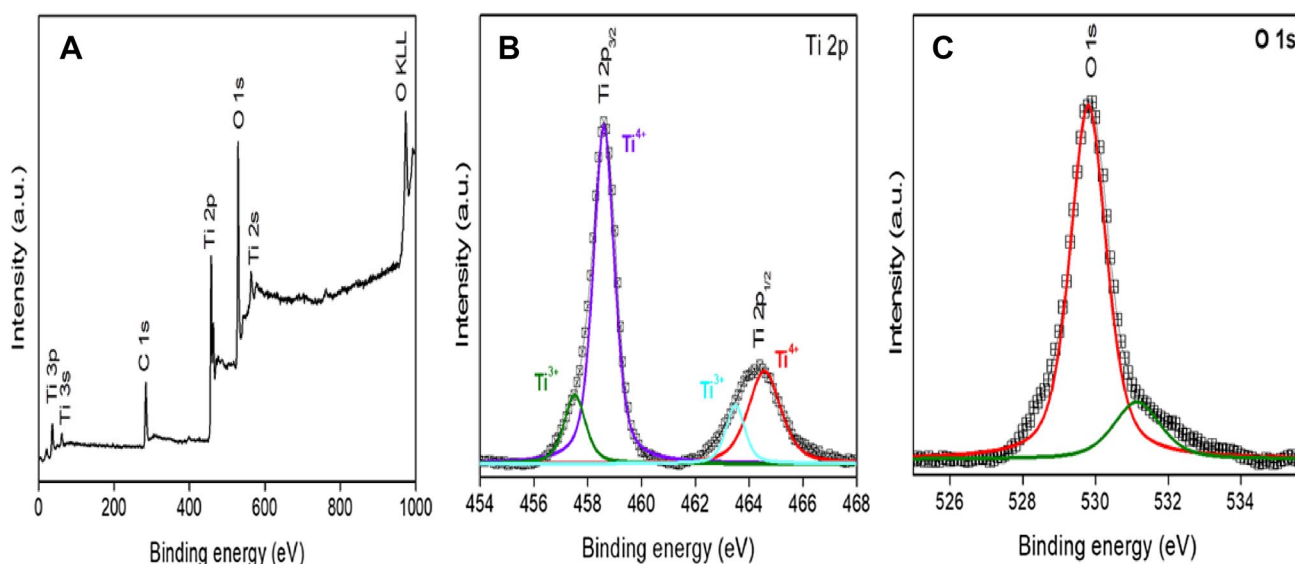 A
Intensity (a.u.)
Ti 3p
Ti 3s
C 1s
Ti 2p
O 1s
Ti 2s
O KLL
0 200 400 600 800 1000
Binding energy (eV)
B
Ti 2p
Intensity (a.u.)
Ti 2p3/2
Ti4+
Ti3+
Ti 2p1/2
Ti3+
Ti4+
454 456 458 460 462 464 466 468
Binding energy (eV)
C
O 1s
Intensity (a.u.)
O 1s
526 528 530 532 534
Binding energy (eV)